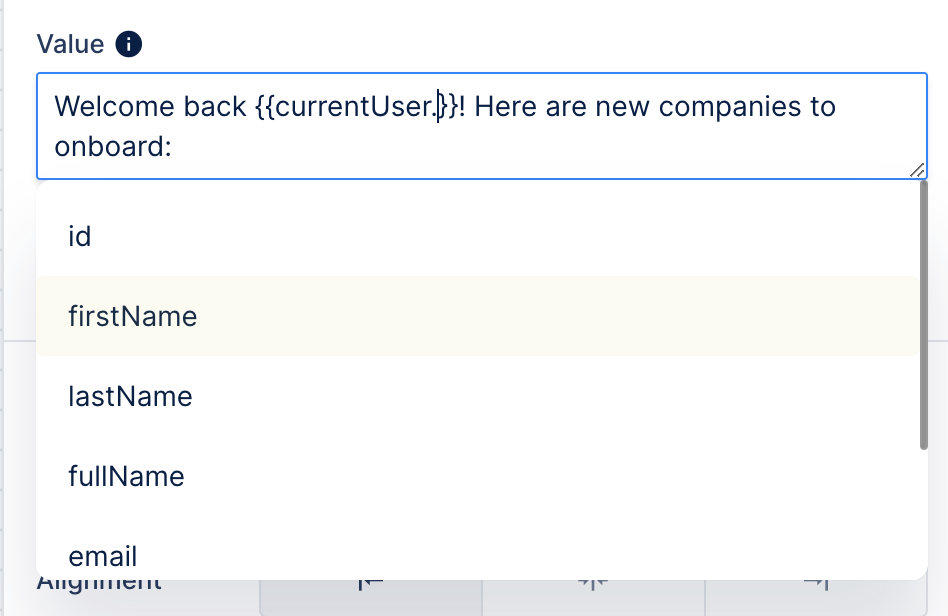 Value
Welcome back {{currentUser.}}! Here are new companies to
onboard:
id
firstName
lastName
fullName
email
Alignment